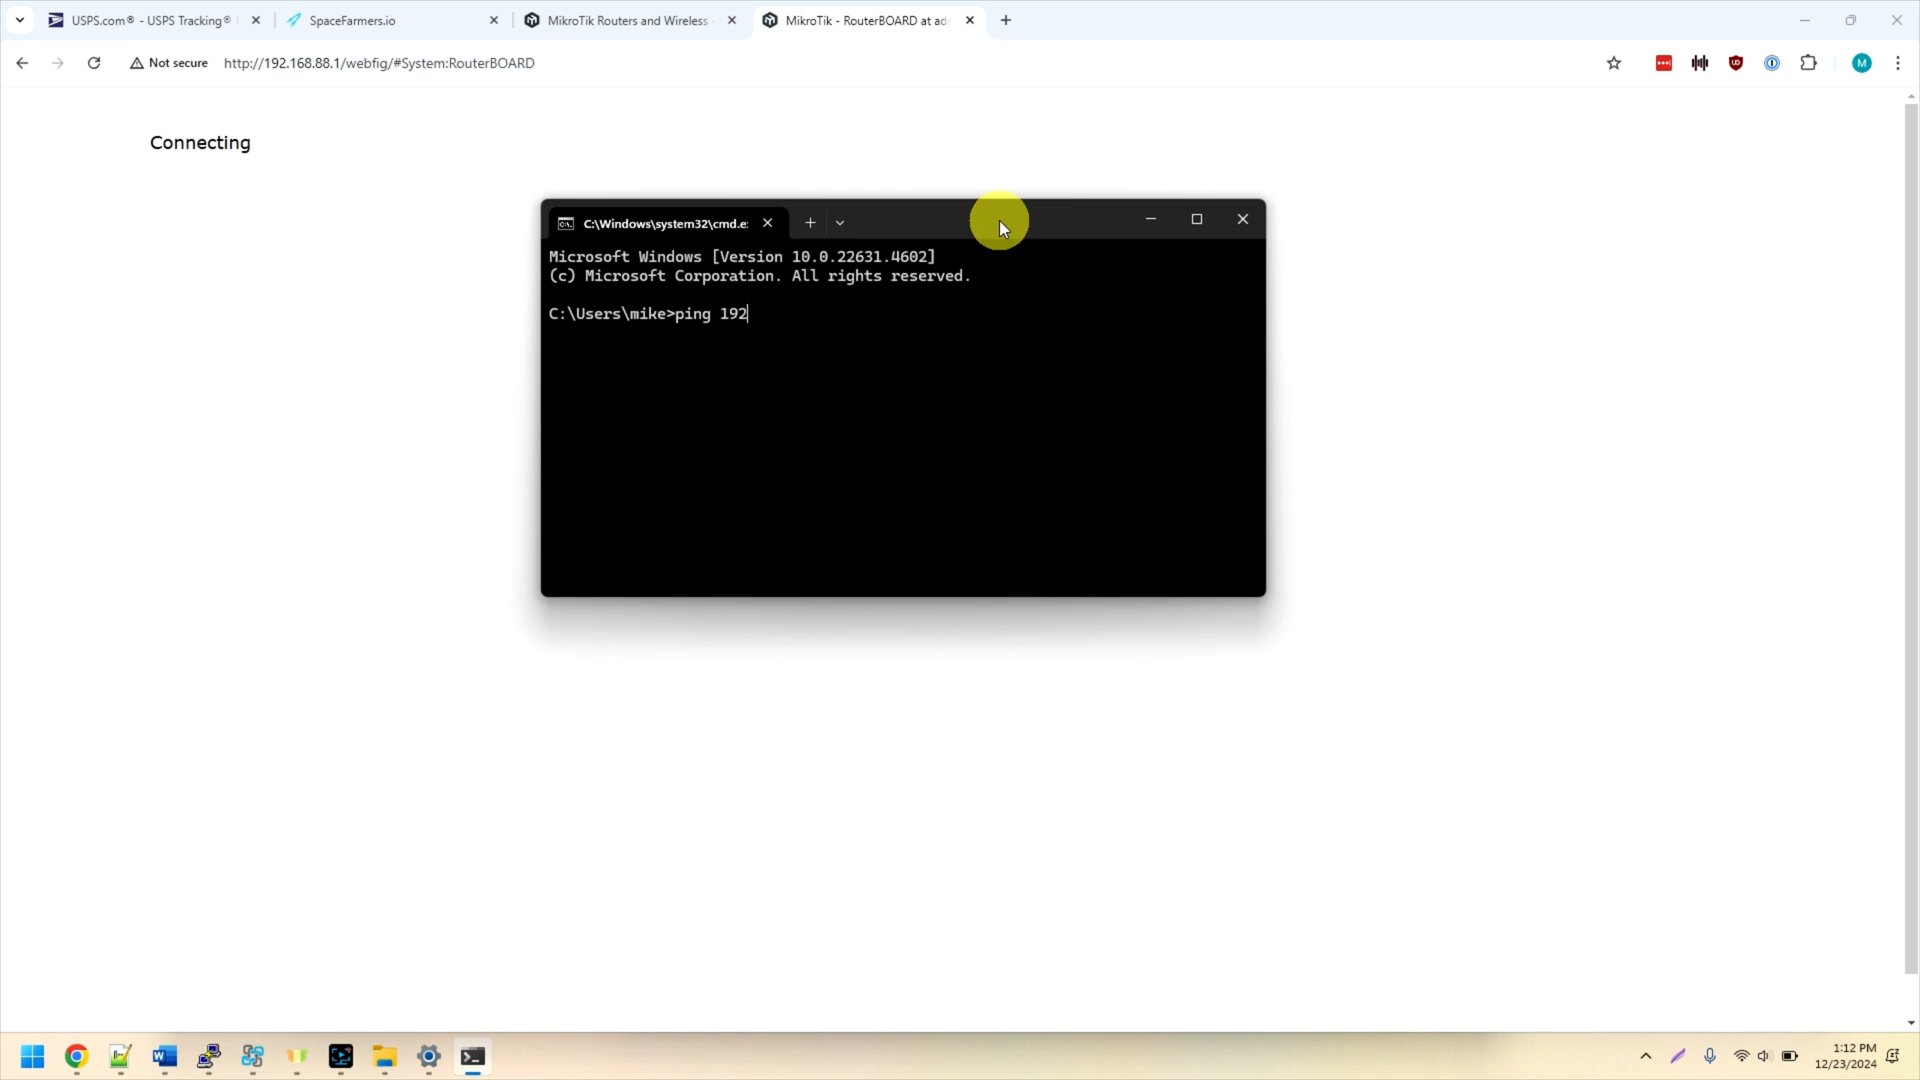 USPS.com® - USPS Tracking®
SpaceFarmers.io
MikroTik Routers and Wireless
MikroTik - RouterBOARD at ad
Not secure
http://192.168.88.1/webfig/#System:RouterBOARD
M
Connecting
C:\Windows\system32\cmd.e
Microsoft Windows [Version 10.0.22631.4602]
(c) Microsoft Corporation. All rights reserved.
C:\Users\mike>ping 192
1:12 PM
12/23/2024